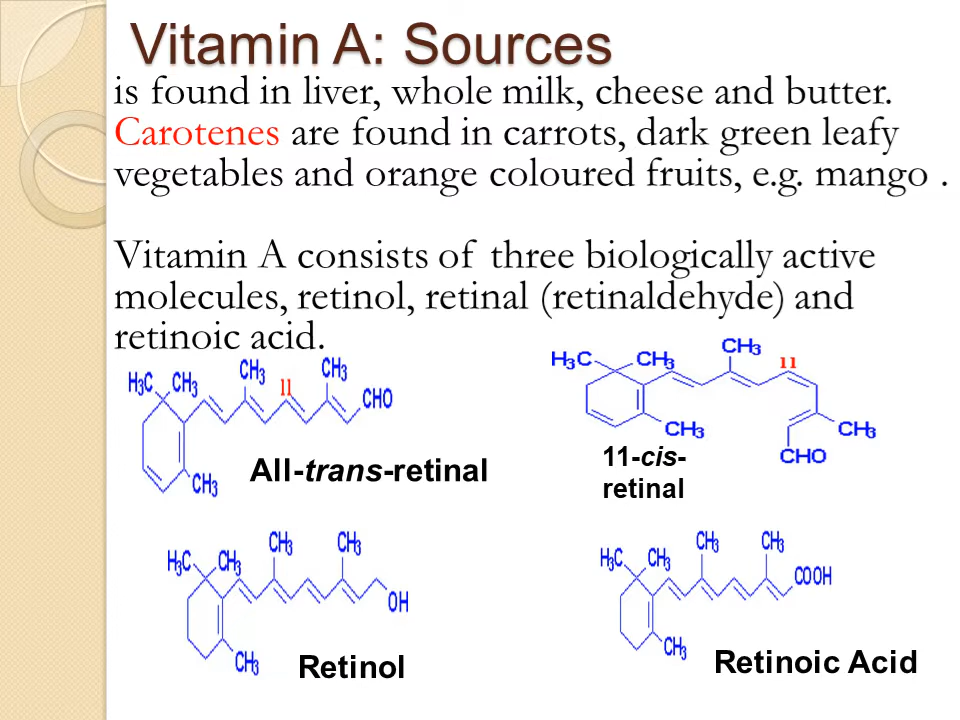 Vitamin A: Sources
is found in liver, whole milk, cheese and butter.
Carotenes are found in carrots, dark green leafy
vegetables and orange coloured fruits, e.g. mango .
Vitamin A consists of three biologically active
molecules, retinol, retinal (retinaldehyde) and
retinoic acid.
H₃C CH₃ CH₃ 11 CH₃ CHO
CH₃
All-trans-retinal
H₃C CH₃ CH₃ 11
CH₃ CH₃
CHO
11-cis-
retinal
H₃C CH₃ CH₃ CH₃
OH
CH₃
Retinol
H₃C CH₃ CH₃ CH₃
COOH
CH₃
Retinoic Acid